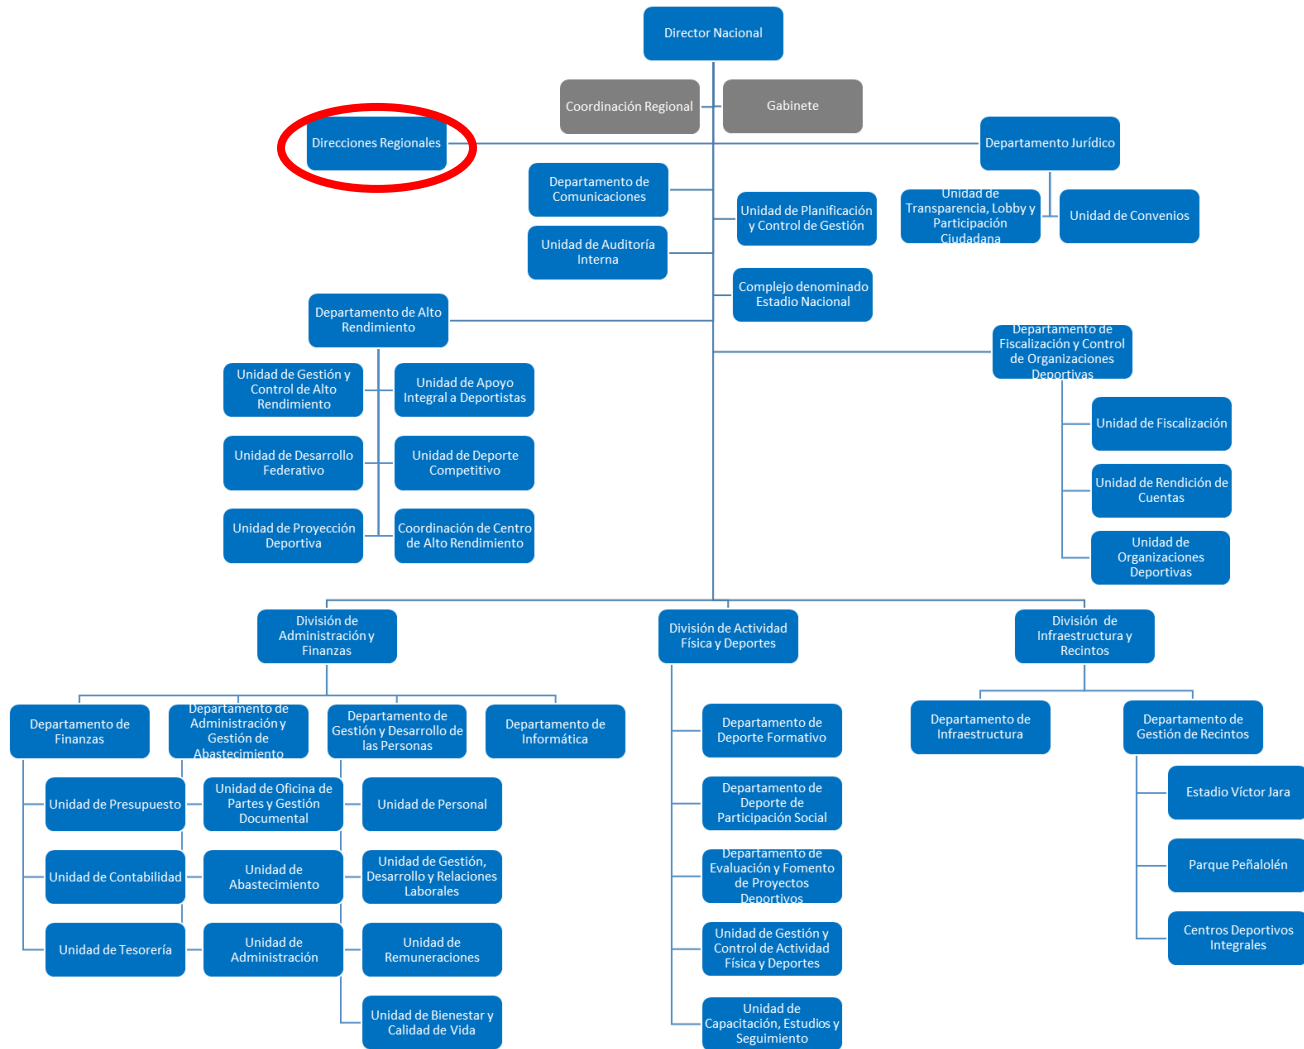 Director Nacional
Coordinación Regional
Gabinete
Direcciones Regionales
Departamento Jurídico
Departamento de
Comunicaciones
Unidad de
Transparencia, Lobby y
Participación
Ciudadana
Unidad de Convenios
Unidad de Planificación
y Control de Gestión
Unidad de Auditoría
Interna
Complejo denominado
Estadio Nacional
Departamento de Alto
Rendimiento
Departamento de
Fiscalización y Control
de Organizaciones
Deportivas
Unidad de Gestión y
Control de Alto
Rendimiento
Unidad de Apoyo
Integral a Deportistas
Unidad de Fiscalización
Unidad de Desarrollo
Federativo
Unidad de Deporte
Competitivo
Unidad de Rendición de
Cuentas
Unidad de Proyección
Deportiva
Coordinación de Centro
de Alto Rendimiento
Unidad de
Organizaciones
Deportivas
División de
Administración y
Finanzas
División de Actividad
Física y Deportes
División de
Infraestructura y
Recintos
Departamento de
Finanzas
Departamento de
Administración y
Gestión de
Abastecimiento
Departamento de
Gestión y Desarrollo de
las Personas
Departamento de
Informática
Departamento de
Deporte Formativo
Departamento de
Infraestructura
Departamento de
Gestión de Recintos
Unidad de Presupuesto
Unidad de Oficina de
Partes y Gestión
Documental
Unidad de Personal
Departamento de
Deporte de
Participación Social
Estadio Víctor Jara
Unidad de Contabilidad
Unidad de
Abastecimiento
Unidad de Gestión,
Desarrollo y Relaciones
Laborales
Departamento de
Evaluación y Fomento
de Proyectos
Deportivos
Parque Peñalolén
Unidad de Tesorería
Unidad de
Administración
Unidad de
Remuneraciones
Unidad de Gestión y
Control de Actividad
Física y Deportes
Centros Deportivos
Integrales
Unidad de Bienestar y
Calidad de Vida
Unidad de
Capacitación, Estudios y
Seguimiento